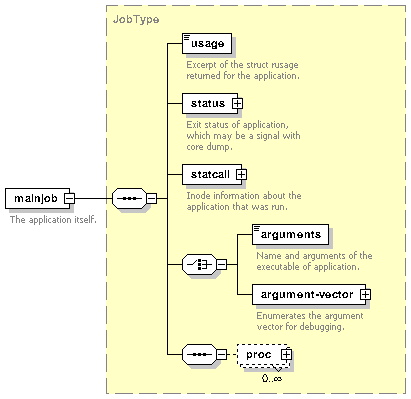 JobType
usage
Excerpt of the struct rusage
returned for the application.
status
Exit status of application,
which may be a signal with
core dump.
statcall
Inode information about the
application that was run.
mainjob
The application itself.
arguments
Name and arguments of the
executable of application.
argument-vector
Enumerates the argument
vector for debugging.
proc
0..∞